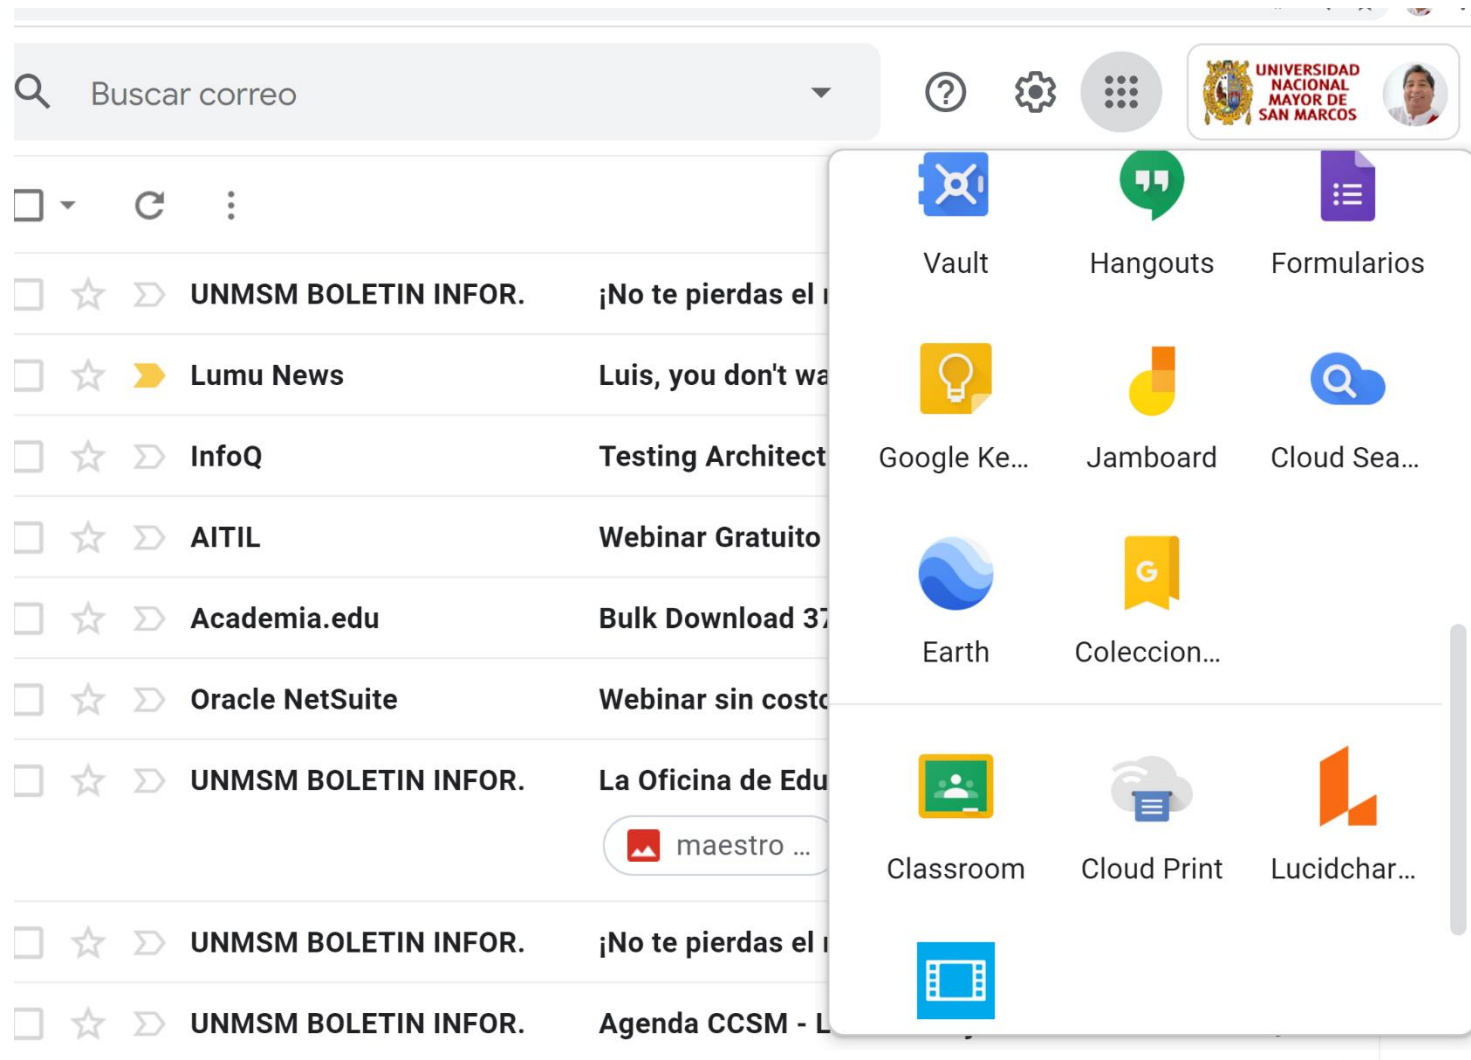 Buscar correo
UNIVERSIDAD
NACIONAL
MAYOR DE
SAN MARCOS
Vault
Hangouts
Formularios
UNMSM BOLETIN INFOR. ¡No te pierdas el
Lumu News Luis, you don't wa
InfoQ Testing Architect
Google Ke... Jamboard Cloud Sea...
AITIL Webinar Gratuito
G
Academia.edu Bulk Download 37
Earth Coleccion...
Oracle NetSuite Webinar sin costo
UNMSM BOLETIN INFOR. La Oficina de Edu
maestro ...
Classroom Cloud Print Lucidchar...
UNMSM BOLETIN INFOR. ¡No te pierdas el
UNMSM BOLETIN INFOR. Agenda CCSM - L